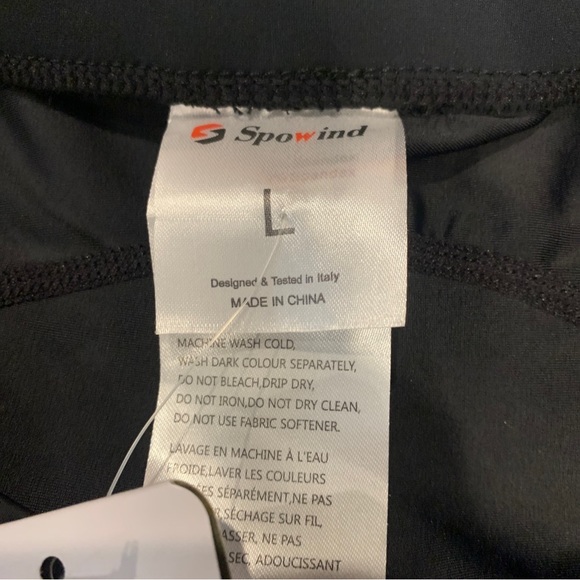 Spowind
L
Designed & Tested in Italy
MADE IN CHINA
MACHINE WASH COLD,
WASH DARK COLOUR SEPARATELY,
DO NOT BLEACH,DRIP DRY,
DO NOT IRON,DO NOT DRY CLEAN,
DO NOT USE FABRIC SOFTENER.
LAVAGE EN MACHINE À L'EAU
FROIDE,LAVER LES COULEURS
SÉPARÉMENT,NE PAS
SÉCHAGE SUR FIL,
NE PAS
SEC, ADOUCISSANT